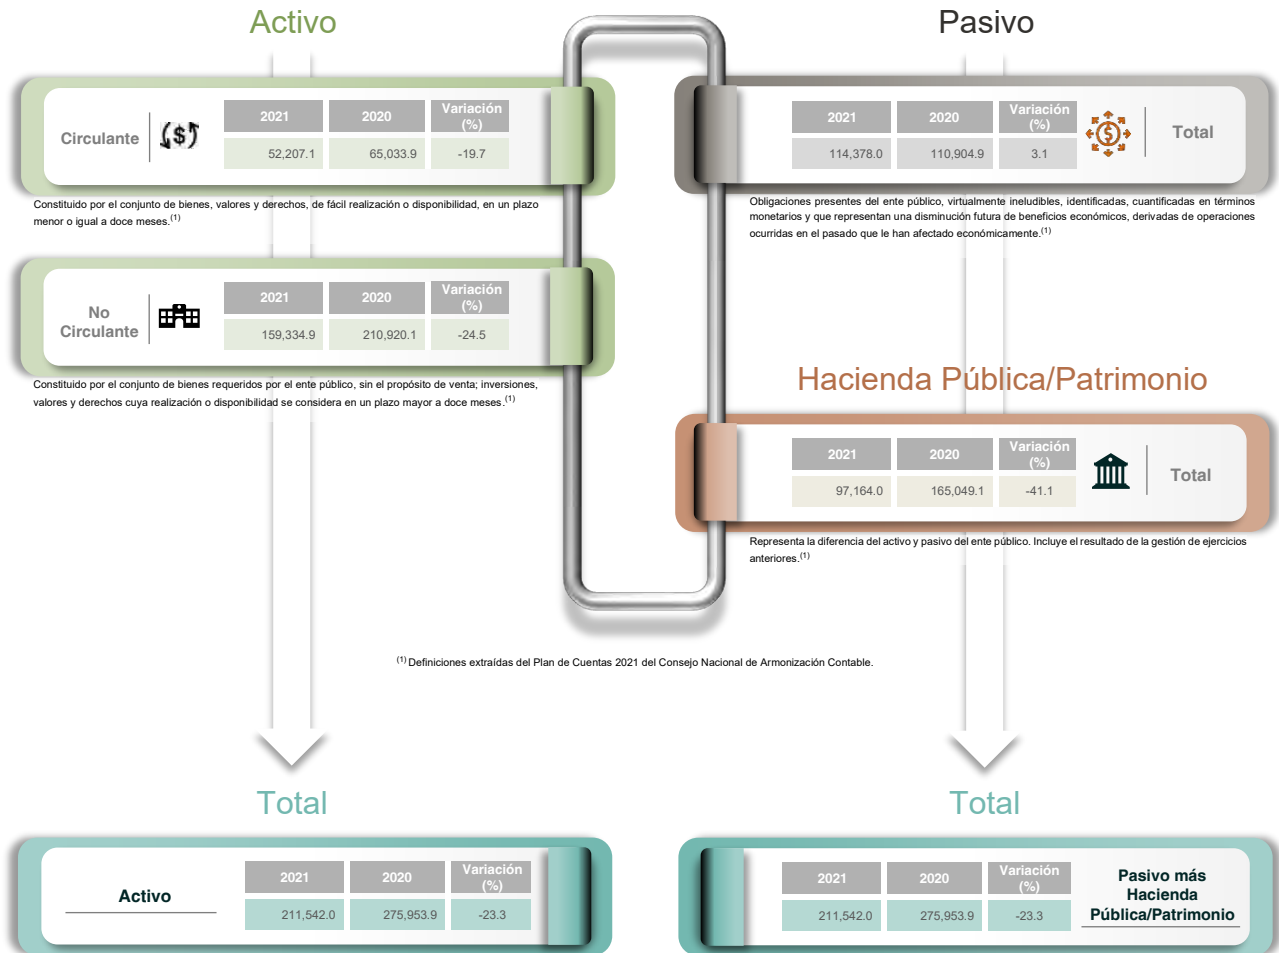 Activo
Circulante
2021 2020 Variación (%)
52,207.1 65,033.9 -19.7
Constituido por el conjunto de bienes, valores y derechos, de fácil realización o disponibilidad, en un plazo
menor o igual a doce meses.(1)
No
Circulante
2021 2020 Variación (%)
159,334.9 210,920.1 -24.5
Constituido por el conjunto de bienes requeridos por el ente público, sin el propósito de venta; inversiones,
valores y derechos cuya realización o disponibilidad se considera en un plazo mayor a doce meses.(1)
Pasivo
2021 2020 Variación (%)
114,378.0 110,904.9 3.1
Total
Obligaciones presentes del ente público, virtualmente ineludibles, identificadas, cuantificadas en términos
monetarios y que representan una disminución futura de beneficios económicos, derivadas de operaciones
ocurridas en el pasado que le han afectado económicamente.(1)
Hacienda Pública/Patrimonio
2021 2020 Variación (%)
97,164.0 165,049.1 -41.1
Total
Representa la diferencia del activo y pasivo del ente público. Incluye el resultado de la gestión de ejercicios
anteriores.(1)
(1) Definiciones extraídas del Plan de Cuentas 2021 del Consejo Nacional de Armonización Contable.
Total
Activo
2021 2020 Variación (%)
211,542.0 275,953.9 -23.3
Total
2021 2020 Variación (%)
211,542.0 275,953.9 -23.3
Pasivo más
Hacienda
Pública/Patrimonio